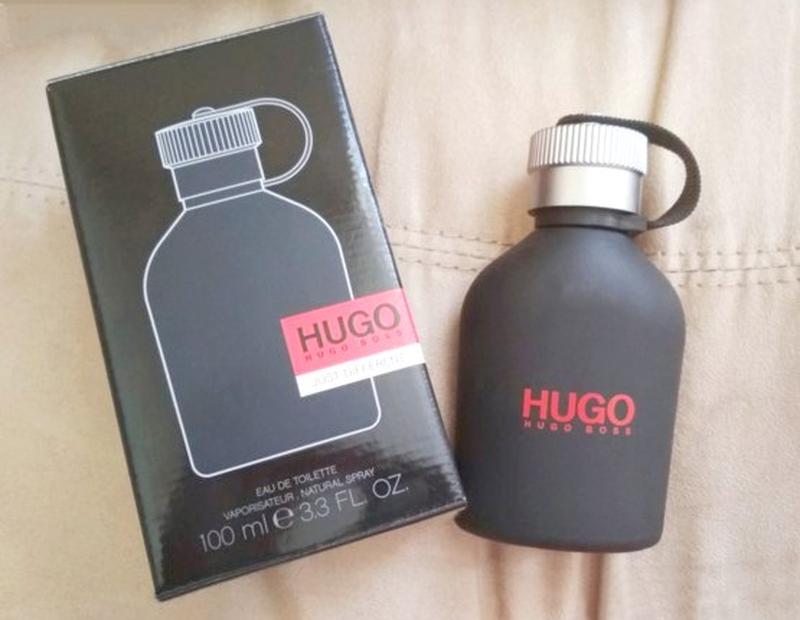 HUGO
HUGO BOSS
JUST DIFFERENT
EAU DE TOILETTE
VAPORISATEUR . NATURAL SPRAY
100 ml ℮ 3.3 FL. OZ.
HUGO
HUGO BOSS